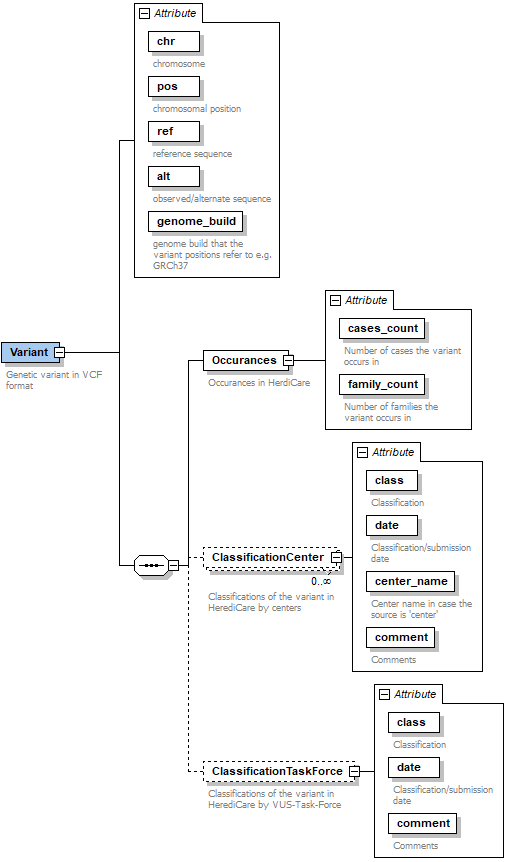 Attribute
chr
chromosome
pos
chromosomal position
ref
reference sequence
alt
observed/alternate sequence
genome_build
genome build that the
variant positions refer to e.g.
GRCh37
Variant
Genetic variant in VCF
format
Occurances
Occurances in HerdiCare
Attribute
cases_count
Number of cases the variant
occurs in
family_count
Number of families the
variant occurs in
ClassificationCenter
0..∞
Classifications of the variant in
HerediCare by centers
Attribute
class
Classification
date
Classification/submission
date
center_name
Center name in case the
source is 'center'
comment
Comments
ClassificationTaskForce
Classifications of the variant in
HerediCare by VUS-Task-Force
Attribute
class
Classification
date
Classification/submission
date
comment
Comments